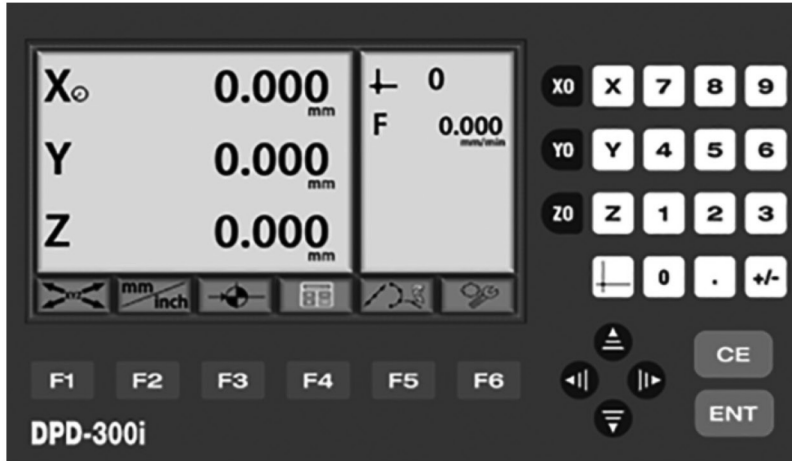 X 0.000 mm
0
F 0.000 mm/min
Y 0.000 mm
Z 0.000 mm
mm/inch
X0 X 7 8 9
Y0 Y 4 5 6
Z0 Z 1 2 3
0 . +/-
F1 F2 F3 F4 F5 F6
CE
ENT
DPD-300i